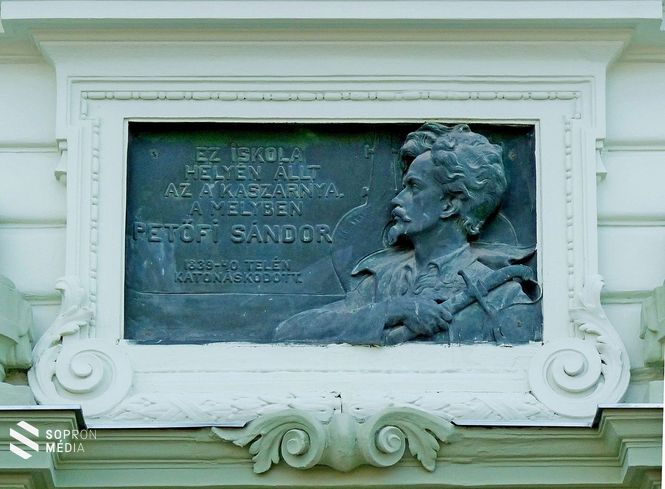 EZ ISKOLA
HELYÉN ÁLLT
AZ A' KASZÁRNYA,
A MELYBEN
PETŐFI SÁNDOR
1839-40 TELÉN
KATONÁSKODOTT.
SOPRON
MÉDIA